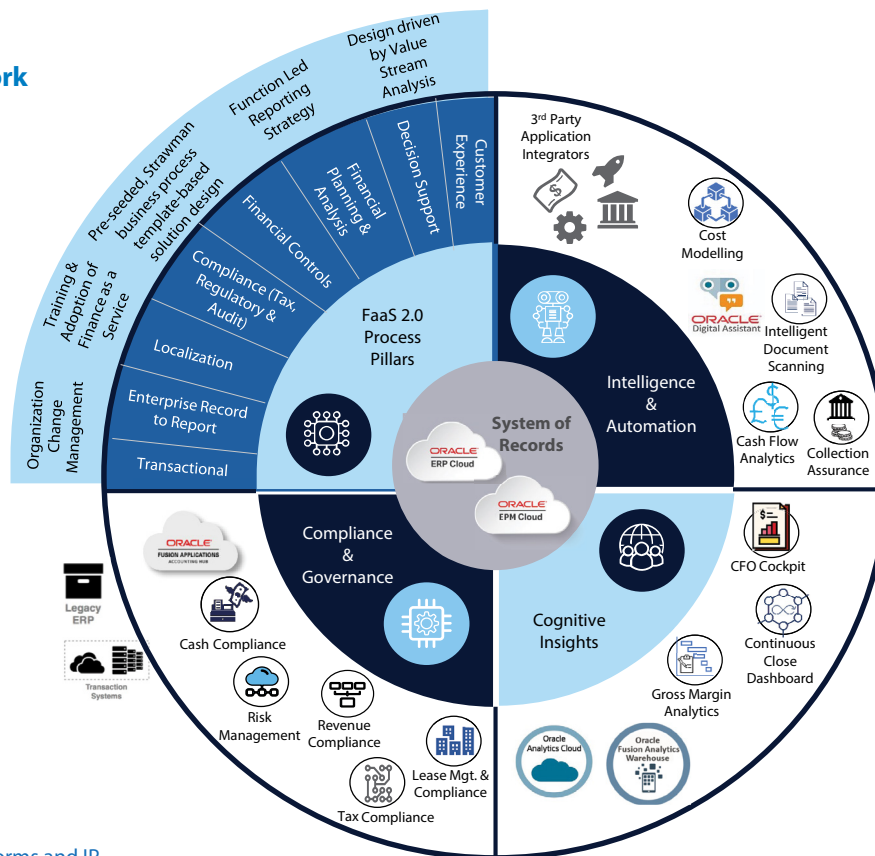 ork
Organization
Change
Management
Training &
Adoption of
Finance as a
Service
Pre-seeded, Strawman
business process
template-based
solution design
Function Led
Reporting
Strategy
Design driven
by Value
Stream
Analysis
Transactional
Enterprise Record
to Report
Localization
Compliance (Tax,
Regulatory &
Audit)
Financial Controls
Financial
Planning &
Analysis
Decision Support
Customer
Experience
FaaS 2.0
Process
Pillars
3rd Party
Application
Integrators
Cost
Modelling
ORACLE
Digital Assistant
Intelligent
Document
Scanning
Cash Flow
Analytics
Collection
Assurance
Intelligence
&
Automation
System of
Records
ORACLE
ERP Cloud
ORACLE
EPM Cloud
Compliance
&
Governance
Cognitive
Insights
ORACLE
FUSION APPLICATIONS
ACCOUNTING HUB
Legacy
ERP
Transaction
Systems
Cash Compliance
Risk
Management
Revenue
Compliance
Lease Mgt. &
Compliance
Tax Compliance
CFO Cockpit
Continuous
Close
Dashboard
Gross Margin
Analytics
Oracle
Analytics Cloud
Oracle
Fusion Analytics
Warehouse
orms and IP